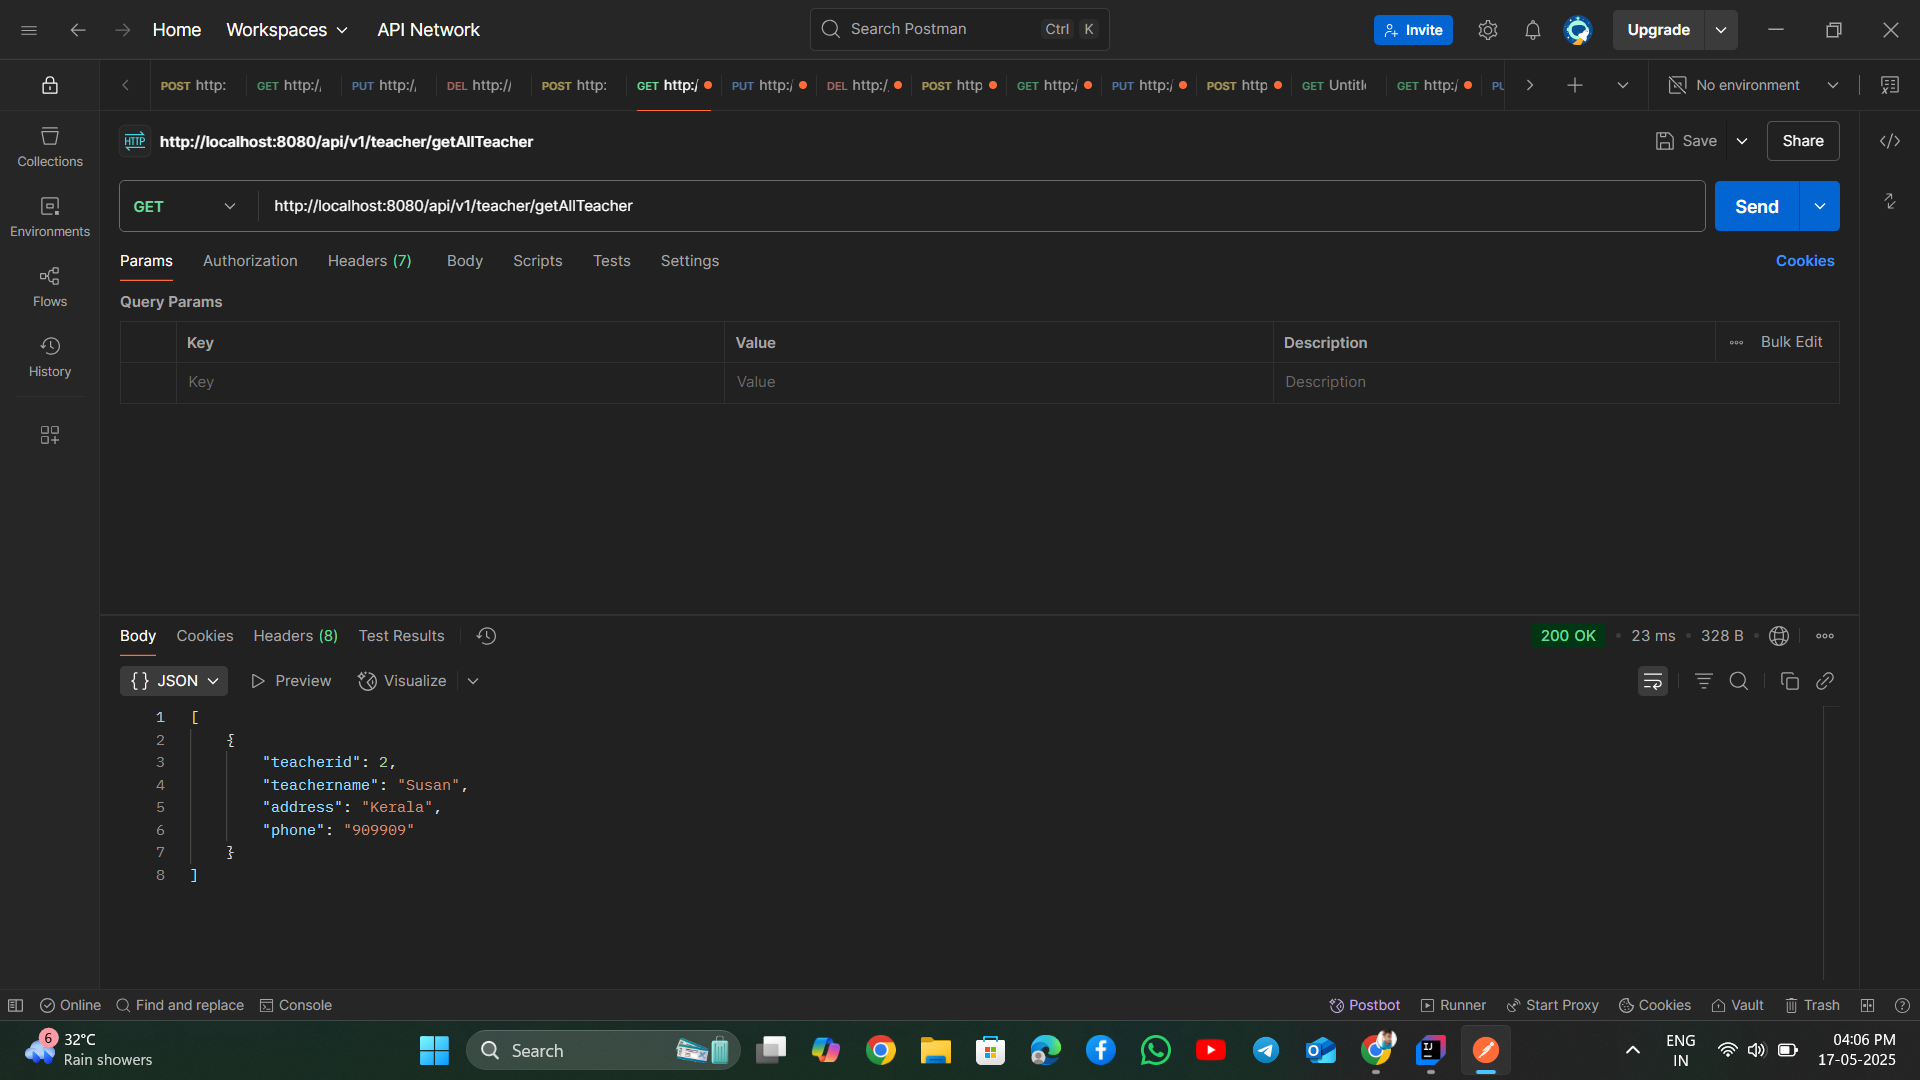 Home Workspaces API Network Search Postman Ctrl K Invite Upgrade
POST http: GET http:/ PUT http:/ DEL http:// POST http: GET http:/ PUT http:/ DEL http:/ POST http GET http:/ PUT http:/ POST http GET Untitl GET http:/ PU No environment
HTTP http://localhost:8080/api/v1/teacher/getAllTeacher Save Share
GET http://localhost:8080/api/v1/teacher/getAllTeacher Send
Params Authorization Headers (7) Body Scripts Tests Settings Cookies
Query Params
Key Value Description Bulk Edit
Key Value Description
Collections
Environments
Flows
History
Body Cookies Headers (8) Test Results 200 OK • 23 ms • 328 B •
{} JSON Preview Visualize
1 [
2 {
3 "teacherid": 2,
4 "teachername": "Susan",
5 "address": "Kerala",
6 "phone": "909909"
7 }
8 ]
Online Find and replace Console Postbot Runner Start Proxy Cookies Vault Trash
6 32°C
Rain showers
Search
ENG
IN
04:06 PM
17-05-2025